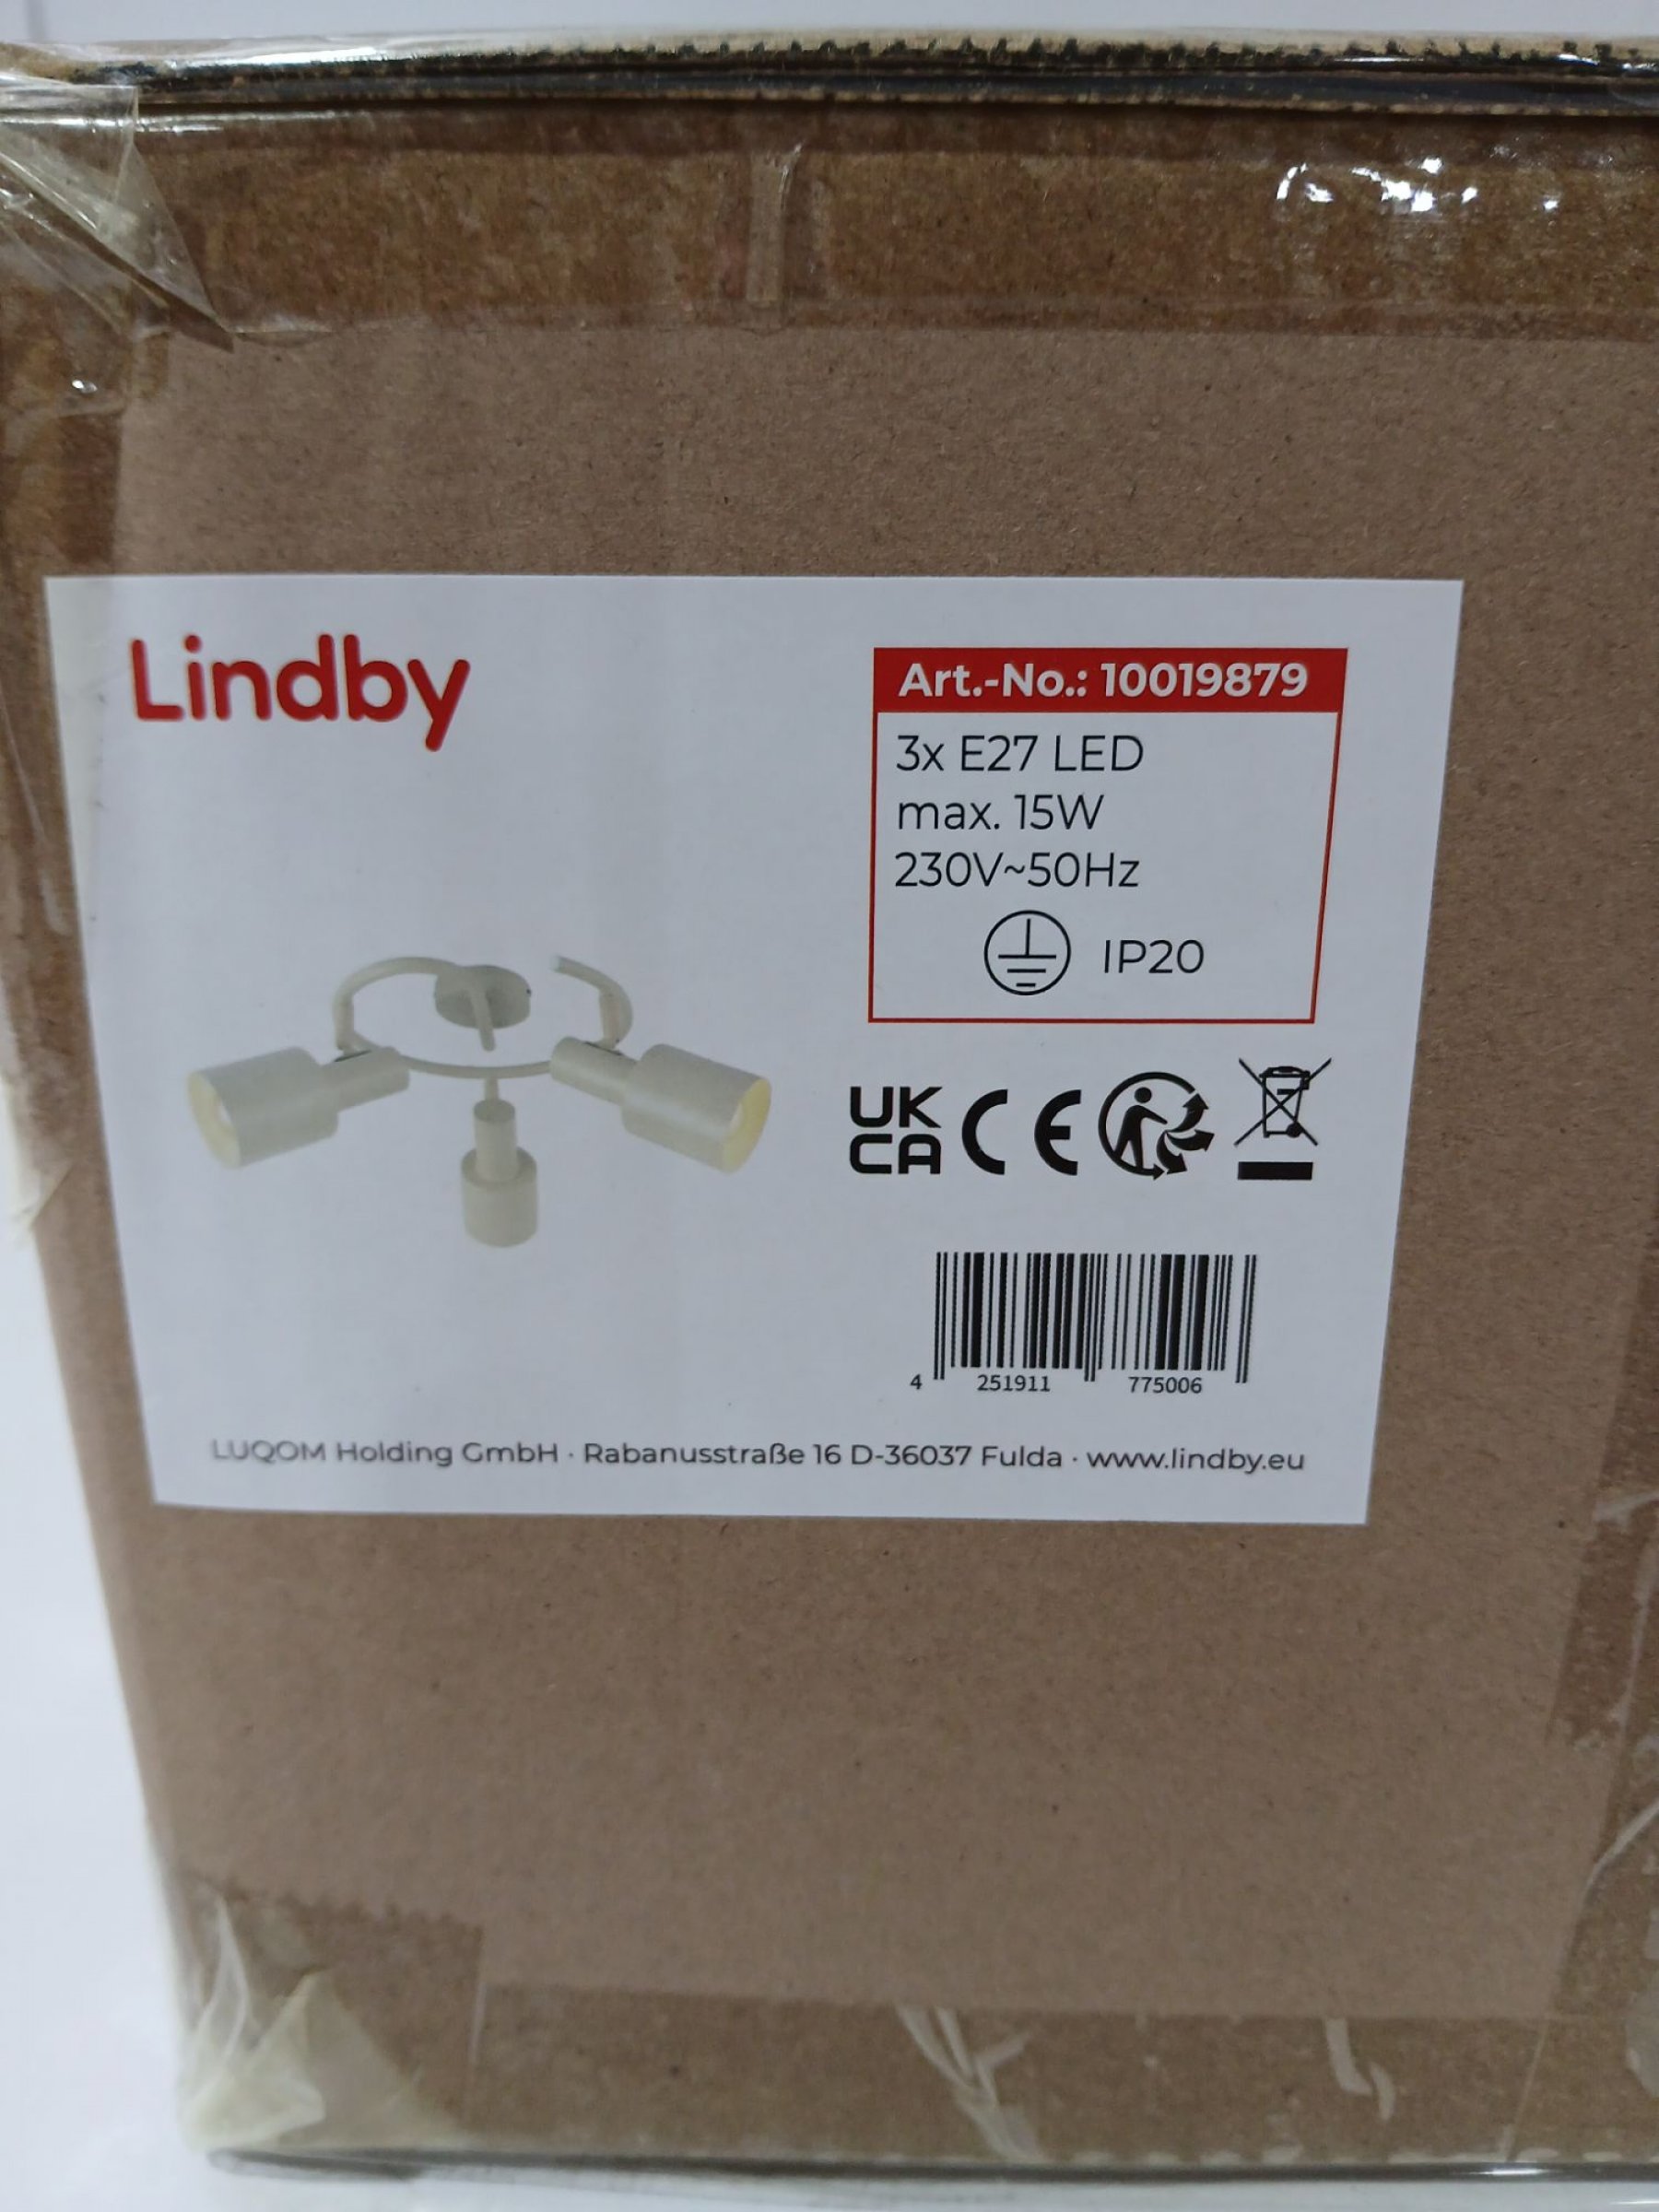 Lindby
Art.-No.: 10019879
3x E27 LED
max. 15W
230V~50Hz
IP20
UK
CA
CE
4 251911 775006
LUQOM Holding GmbH · Rabanusstraße 16 D-36037 Fulda · www.lindby.eu